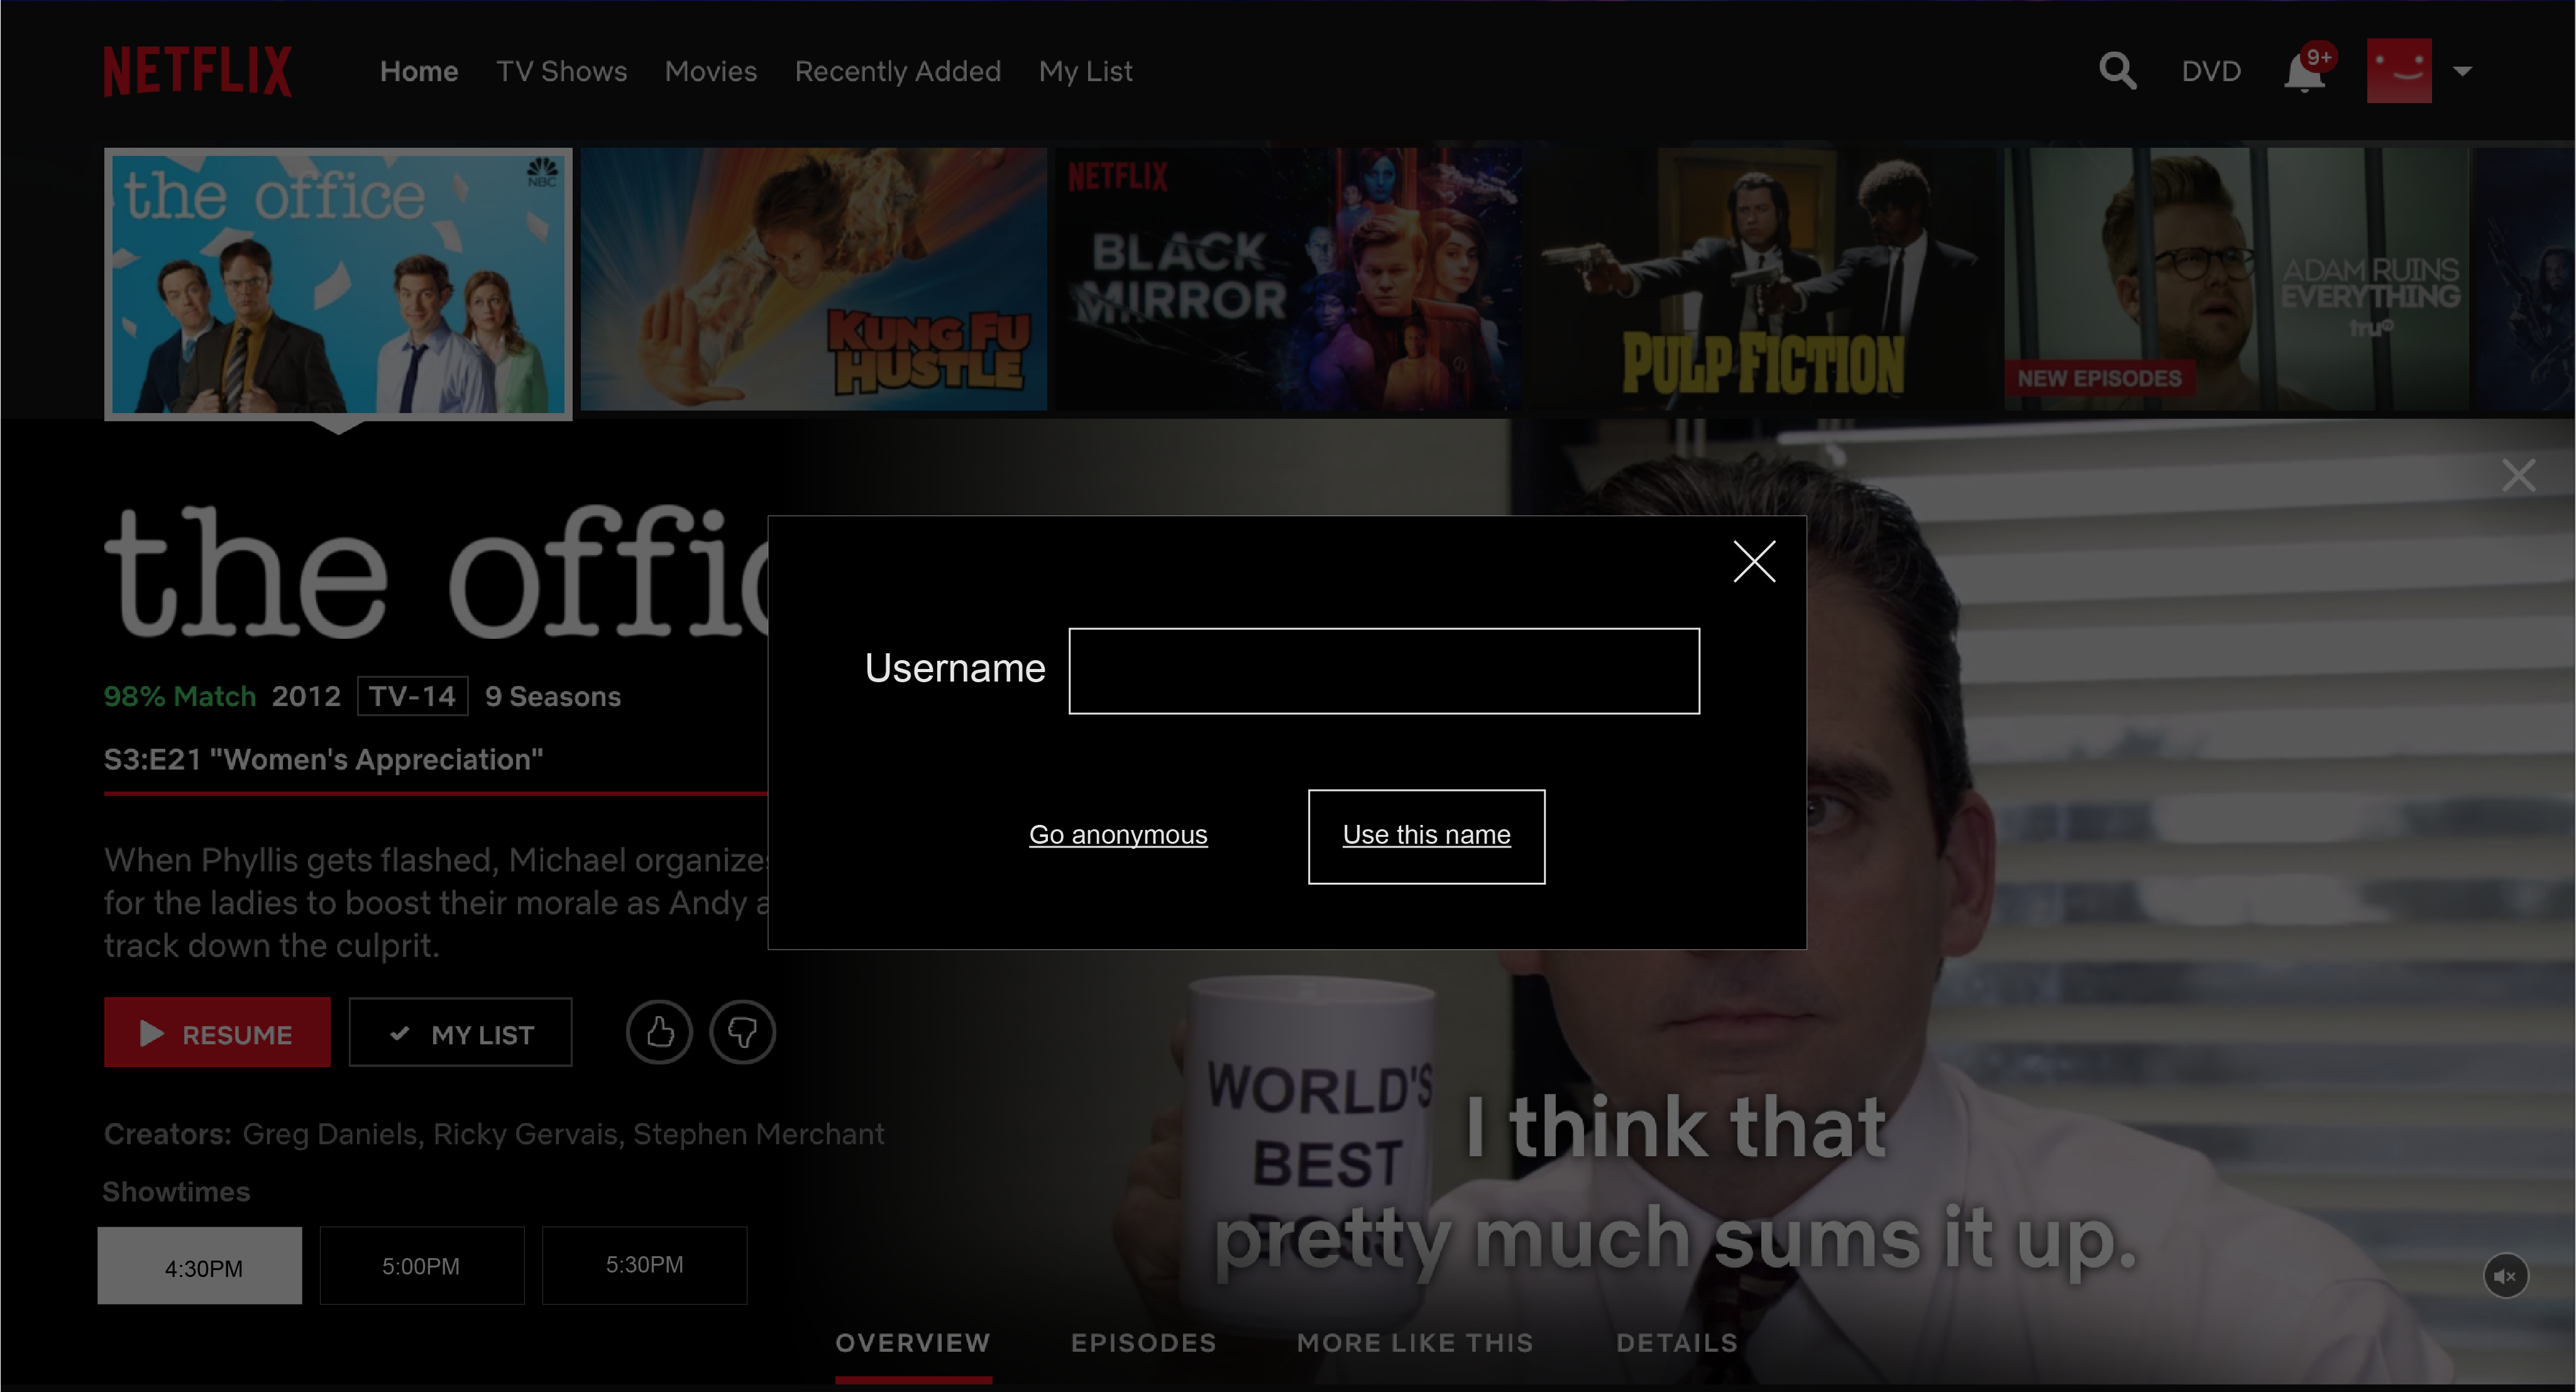 NETFLIX
Home TV Shows Movies Recently Added My List
DVD 9+
the office
NBC
KUNG FU
HUSTLE
NETFLIX
BLACK
MIRROR
PULP FICTION
ADAM RUINS
EVERYTHING
truTV
NEW EPISODES
the offic
98% Match 2012 TV-14 9 Seasons
S3:E21 "Women's Appreciation"
When Phyllis gets flashed, Michael organizes
for the ladies to boost their morale as Andy a
track down the culprit.
Username
Go anonymous Use this name
RESUME MY LIST
Creators: Greg Daniels, Ricky Gervais, Stephen Merchant
Showtimes
4:30PM 5:00PM 5:30PM
WORLD'S
BEST
BOSS
I think that
pretty much sums it up.
OVERVIEW EPISODES MORE LIKE THIS DETAILS